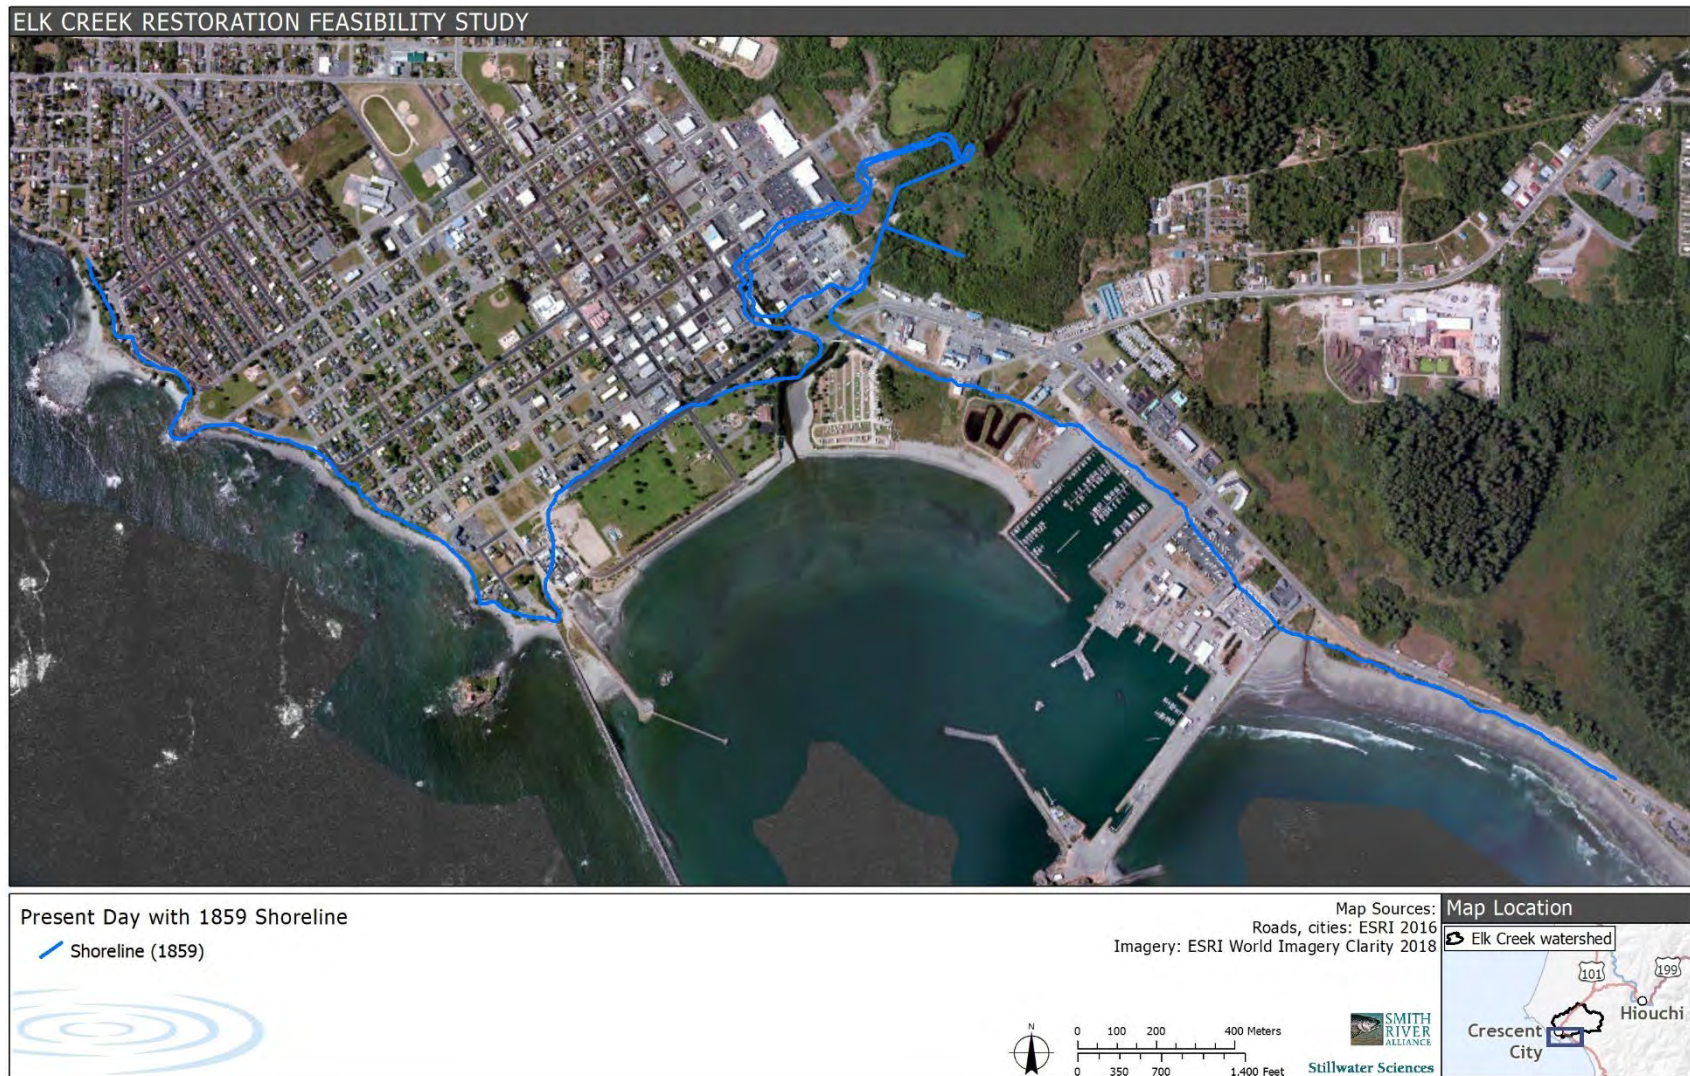 ELK CREEK RESTORATION FEASIBILITY STUDY
Present Day with 1859 Shoreline
Shoreline (1859)
Map Sources:
Roads, cities: ESRI 2016
Imagery: ESRI World Imagery Clarity 2018
N
0 100 200 400 Meters
0 350 700 1,400 Feet
SMITH
RIVER
ALLIANCE
Stillwater Sciences
Map Location
Elk Creek watershed
101
199
Hiouchi
Crescent
City